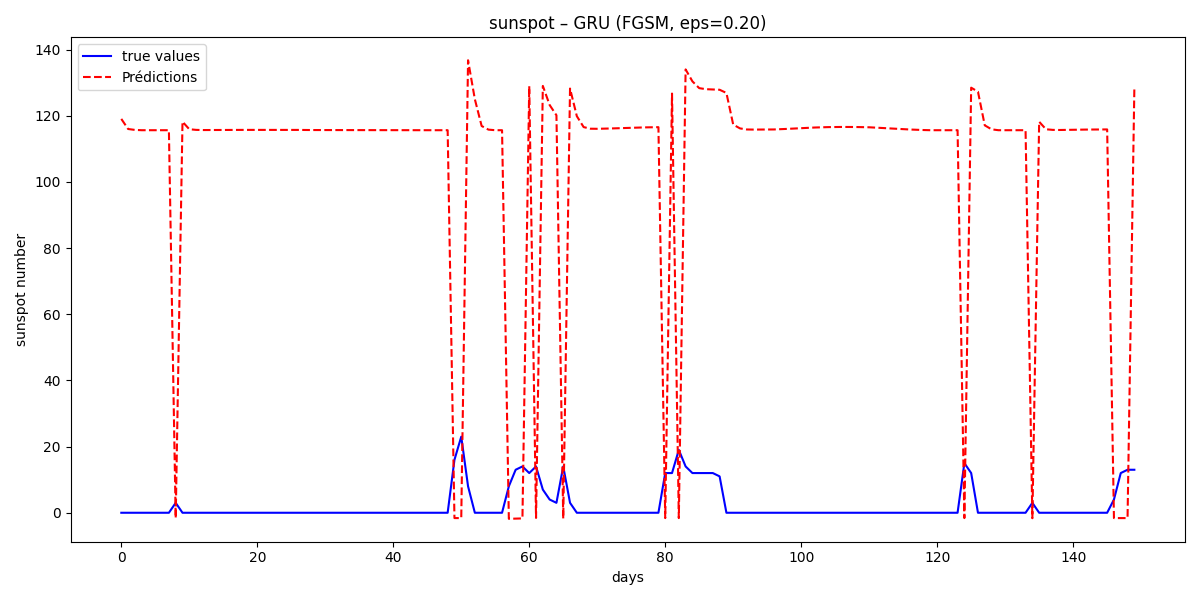 sunspot – GRU (FGSM, eps=0.20)
true values
Prédictions
sunspot number
140
120
100
80
60
40
20
0
0 20 40 60 80 100 120 140
days